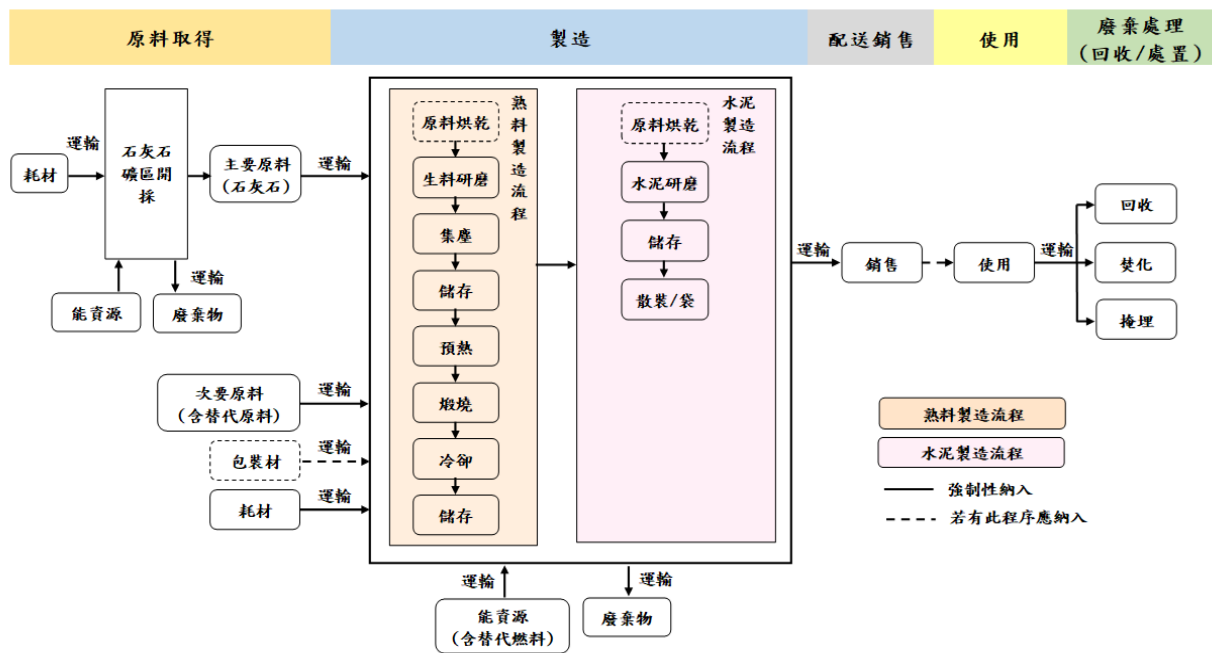 原料取得
製造
配送銷售
使用
廢棄處理
(回收/處置)
耗材
運輸
石灰石
礦區開
採
主要原料
(石灰石)
運輸
能資源
運輸
廢棄物
次要原料
(含替代原料)
運輸
包裝材
運輸
耗材
運輸
熟料製造流程
原料烘乾
生料研磨
集塵
儲存
預熱
煅燒
冷卻
儲存
水泥
製造
流程
原料烘乾
水泥研磨
儲存
散裝/袋
運輸
能資源
(含替代燃料)
運輸
廢棄物
運輸
銷售
使用
運輸
回收
焚化
掩埋
熟料製造流程
水泥製造流程
強制性納入
若有此程序應納入